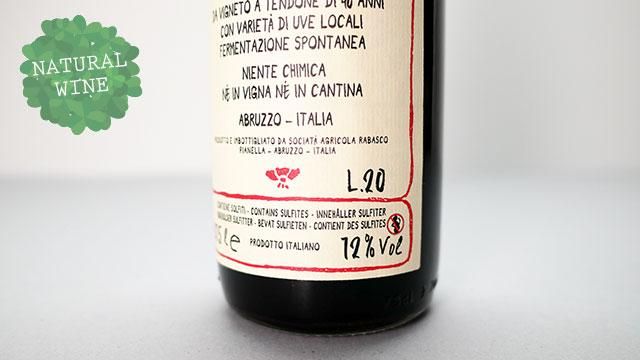 NATURAL
WINE
DA VIGNETO A TENDONE DI 40 ANNI
CON VARIETÀ DI UVE LOCALI
FERMENTAZIONE SPONTANEA
NIENTE CHIMICA
NÈ IN VIGNA NÈ IN CANTINA
ABRUZZO - ITALIA
PRODOTTO E IMBOTTIGLIATO DA SOCIATÀ AGRICOLA RABASCO
PIANELLA - ABRUZZO - ITALIA
L.20
CONTIENE SOLFITI - CONTAINS SULFITES - INNEHÅLLER SULFITER
SULFITTER - BEVAT SULFIETEN - CONTIENT DES SULFITES
e
PRODOTTO ITALIANO
12% Vol